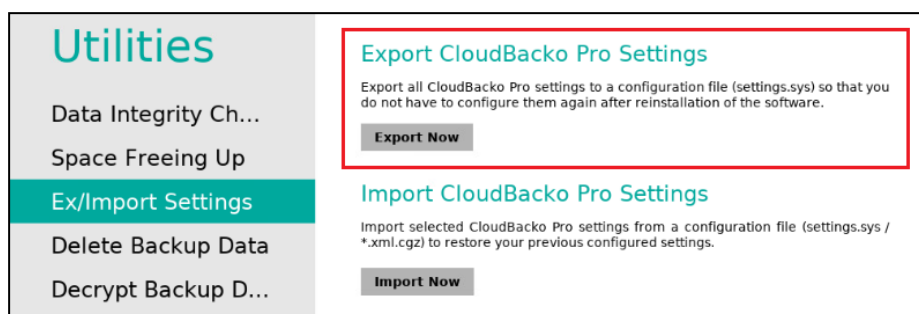 Utilities
Data Integrity Ch...
Space Freeing Up
Ex/Import Settings
Delete Backup Data
Decrypt Backup D...
Export CloudBacko Pro Settings
Export all CloudBacko Pro settings to a configuration file (settings.sys) so that you
do not have to configure them again after reinstallation of the software.
Export Now
Import CloudBacko Pro Settings
Import selected CloudBacko Pro settings from a configuration file (settings.sys /
*.xml.cgz) to restore your previous configured settings.
Import Now